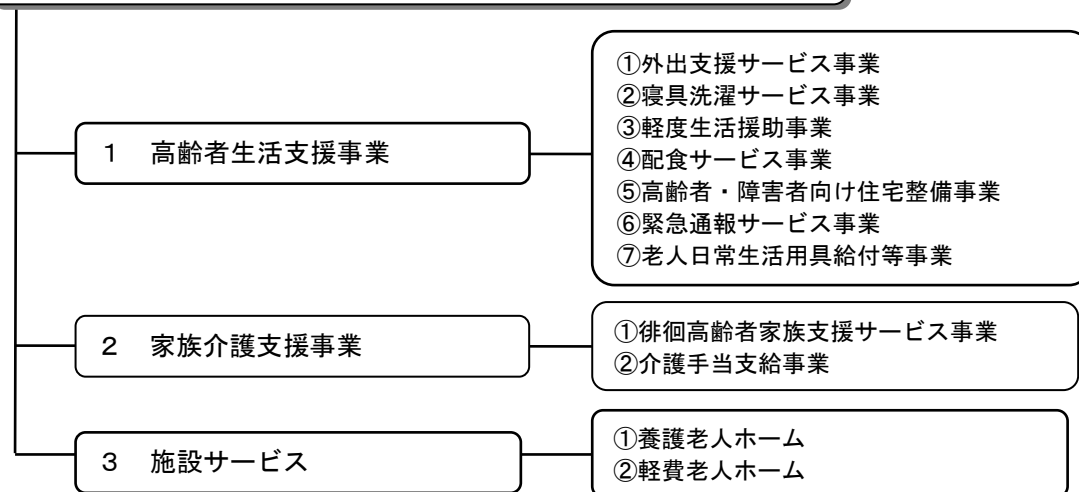 1 高齢者生活支援事業
①外出支援サービス事業
②寝具洗濯サービス事業
③軽度生活援助事業
④配食サービス事業
⑤高齢者・障害者向け住宅整備事業
⑥緊急通報サービス事業
⑦老人日常生活用具給付等事業
2 家族介護支援事業
①徘徊高齢者家族支援サービス事業
②介護手当支給事業
3 施設サービス
①養護老人ホーム
②軽費老人ホーム